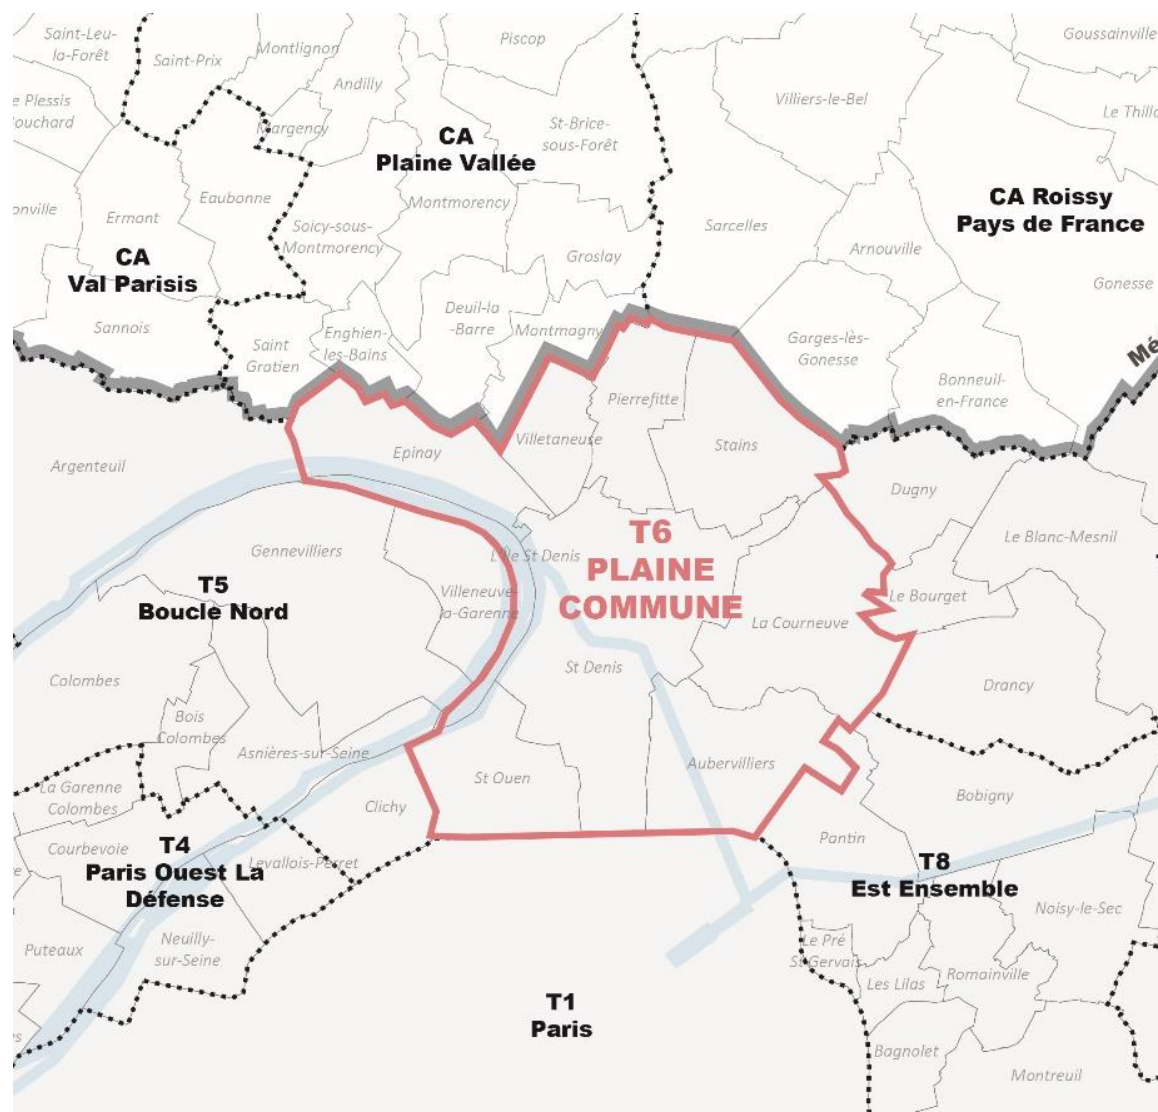 Saint-Leu-
la-Forêt
Saint-Prix
Montlignon
Piscop
Goussainville
Andilly
Villiers-le-Bel
e Plessis
Bouchard
Margency
CA
Plaine Vallée
St-Brice-
sous-Forêt
Le Thilla
Eaubonne
Ermont
onville
Montmorency
Soicy-sous-
Montmorency
Sarcelles
CA Roissy
Pays de France
Arnouville
CA
Val Parisis
Groslay
Gonesse
Sannois
Saint
Gratien
Enghien-
les-Bains
Deuil-la
-Barre
Montmagny
Garges-lès-
Gonesse
Mé
Bonneuil-
en-France
Pierrefitte
Argenteuil
Epinay
Villetaneuse
Stains
Dugny
T6
PLAINE
COMMUNE
Le Blanc-Mesnil
Gennevilliers
L'Île St Denis
T5
Boucle Nord
Villeneuve-
la-Garenne
Le Bourget
La Courneuve
St Denis
Colombes
Drancy
Bois
Colombes
Asnières-sur-Seine
St Ouen
Aubervilliers
La Garenne
Colombes
Clichy
Bobigny
Courbevoie
T4
Paris Ouest La
Défense
Levallois-Perret
Pantin
T8
Est Ensemble
Noisy-le-Sec
Puteaux
Neuilly-
sur-Seine
Le Pré
St Gervais
Les Lilas
Romainville
T1
Paris
Bagnolet
Montreuil